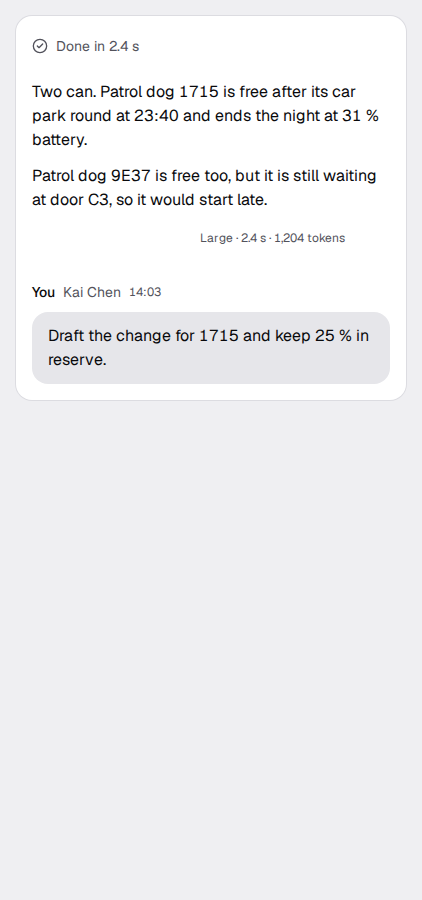 Done in 2.4 s
Two can. Patrol dog 1715 is free after its car
park round at 23:40 and ends the night at 31 %
battery.
Patrol dog 9E37 is free too, but it is still waiting
at door C3, so it would start late.
Large · 2.4 s · 1,204 tokens
You Kai Chen 14:03
Draft the change for 1715 and keep 25 % in
reserve.